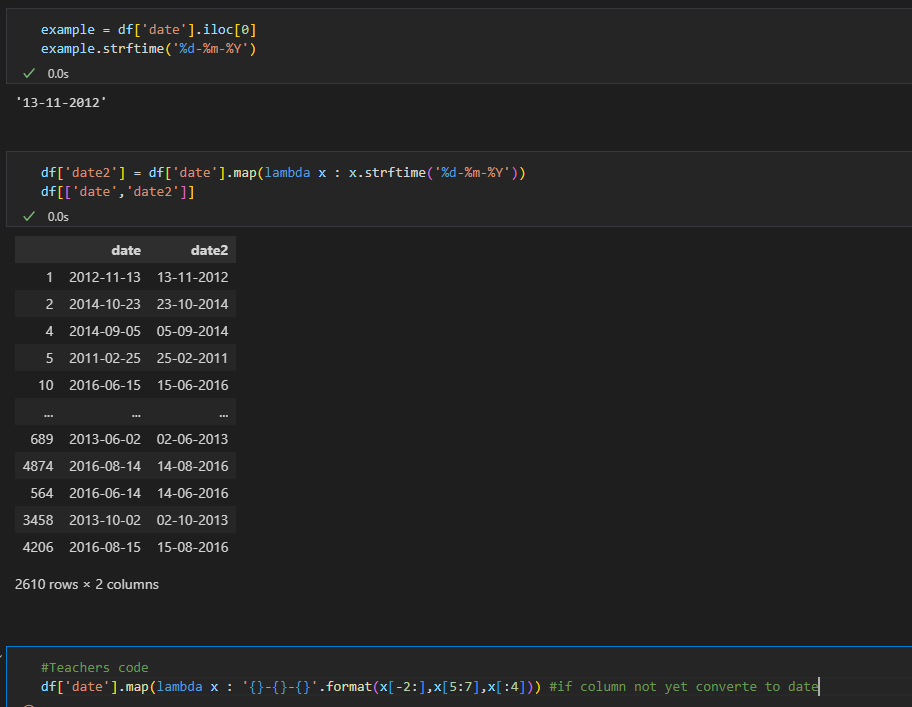 example = df['date'].iloc[0]
example.strftime('%d-%m-%Y')
0.0s
'13-11-2012'
df['date2'] = df['date'].map(lambda x : x.strftime('%d-%m-%Y'))
df[['date','date2']]
0.0s
date date2
1 2012-11-13 13-11-2012
2 2014-10-23 23-10-2014
4 2014-09-05 05-09-2014
5 2011-02-25 25-02-2011
10 2016-06-15 15-06-2016
... ... ...
689 2013-06-02 02-06-2013
4874 2016-08-14 14-08-2016
564 2016-06-14 14-06-2016
3458 2013-10-02 02-10-2013
4206 2016-08-15 15-08-2016
2610 rows × 2 columns
#Teachers code
df['date'].map(lambda x : '{}-{}-{}'.format(x[-2:],x[5:7],x[:4])) #if column not yet converte to date